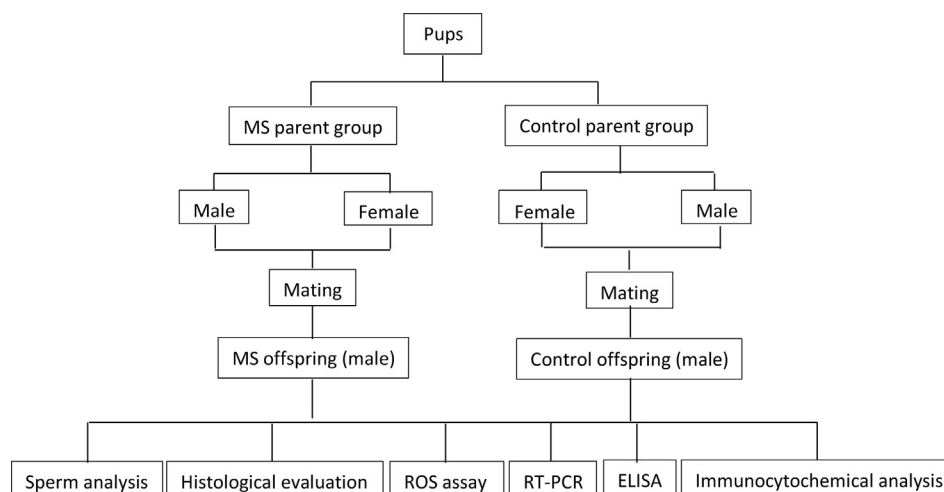 Pups
MS parent group
Control parent group
Male
Female
Female
Male
Mating
Mating
MS offspring (male)
Control offspring (male)
Sperm analysis
Histological evaluation
ROS assay
RT-PCR
ELISA
Immunocytochemical analysis